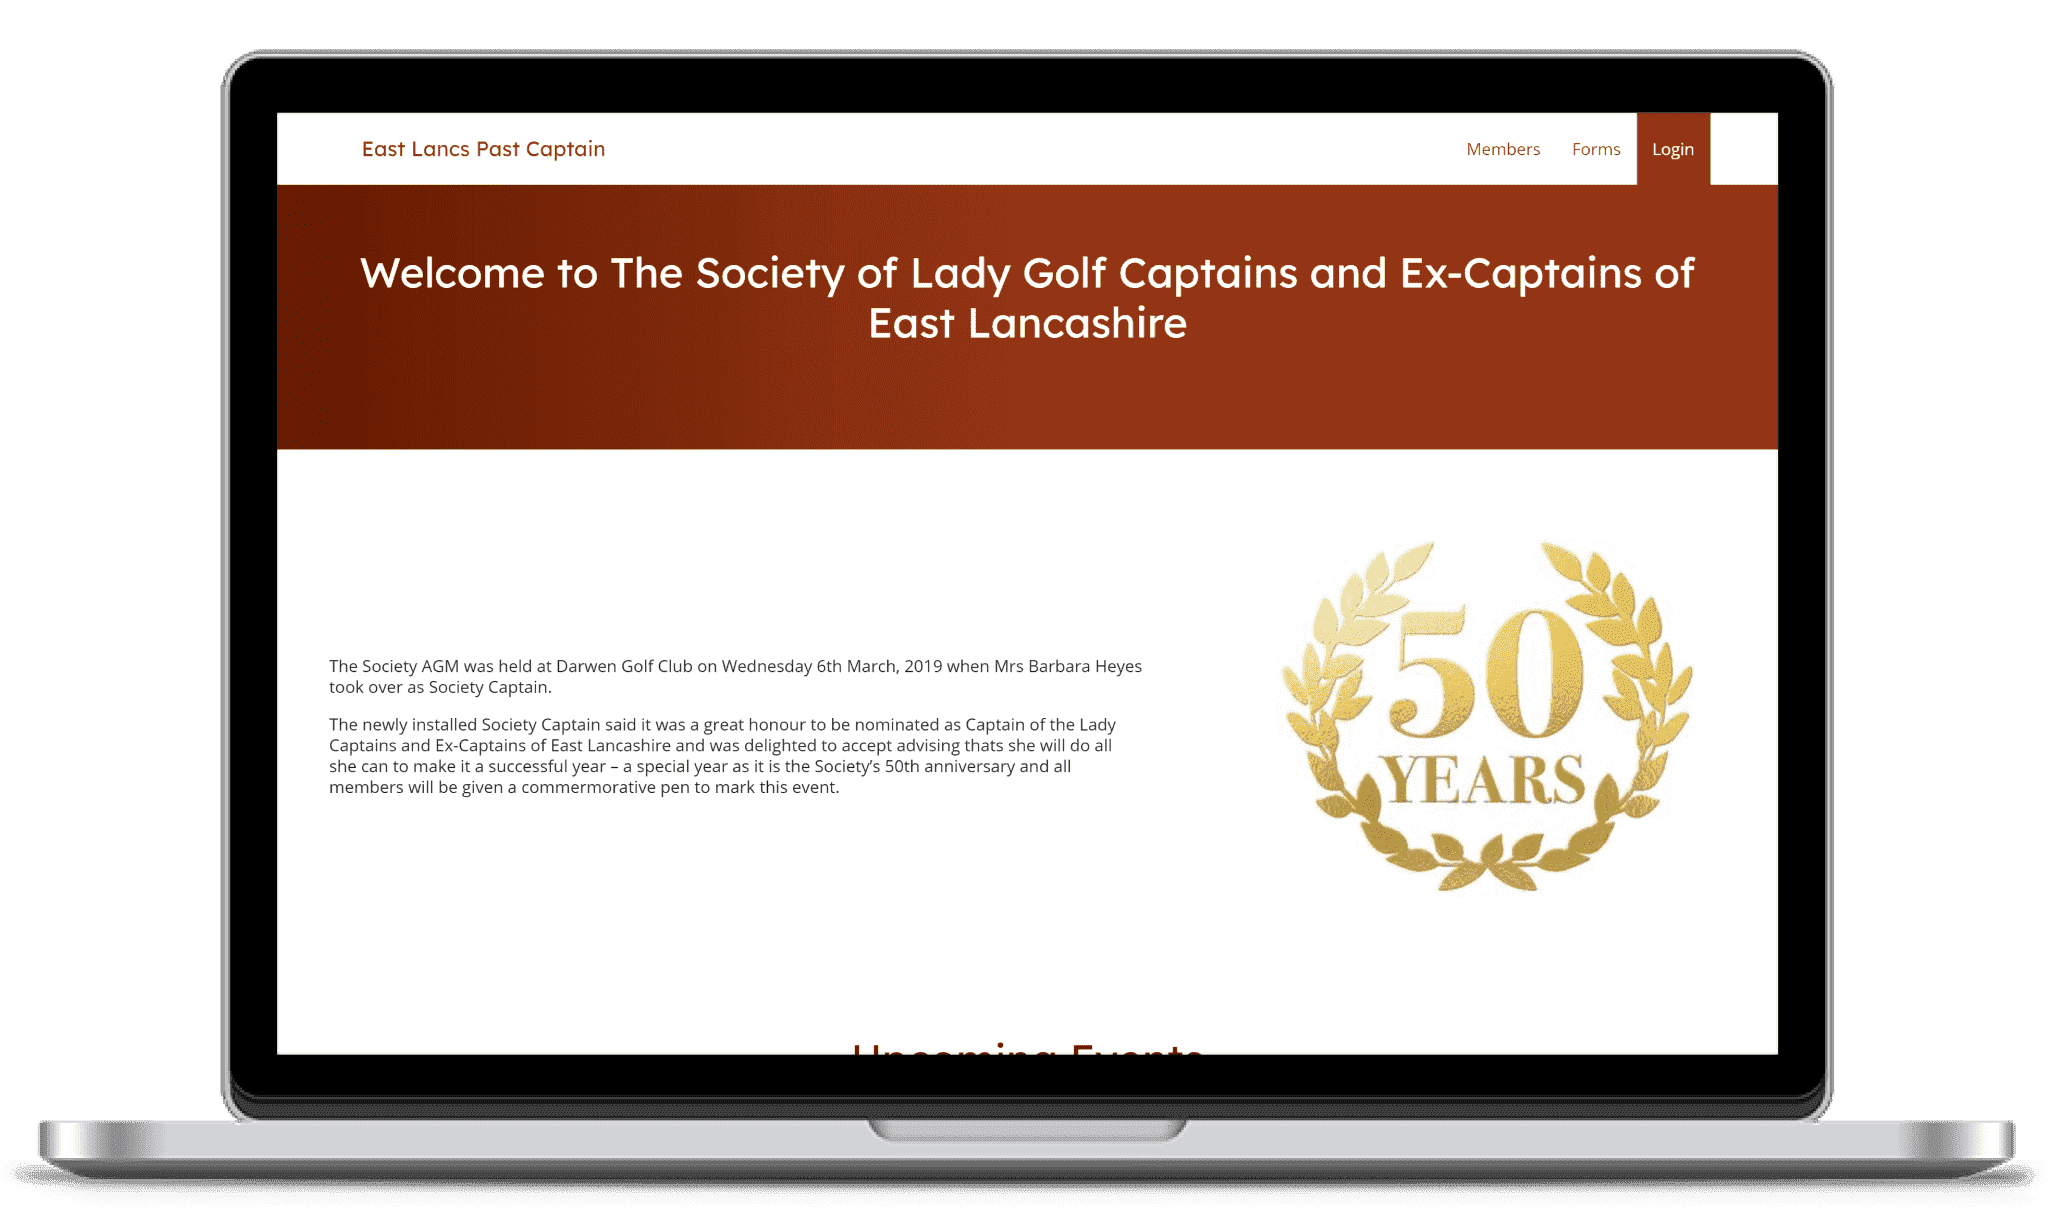 East Lancs Past Captain
Members Forms Login
Welcome to The Society of Lady Golf Captains and Ex-Captains of
East Lancashire
The Society AGM was held at Darwen Golf Club on Wednesday 6th March, 2019 when Mrs Barbara Heyes
took over as Society Captain.
The newly installed Society Captain said it was a great honour to be nominated as Captain of the Lady
Captains and Ex-Captains of East Lancashire and was delighted to accept advising thats she will do all
she can to make it a successful year – a special year as it is the Society’s 50th anniversary and all
members will be given a commermorative pen to mark this event.
50
YEARS
Upcoming Events